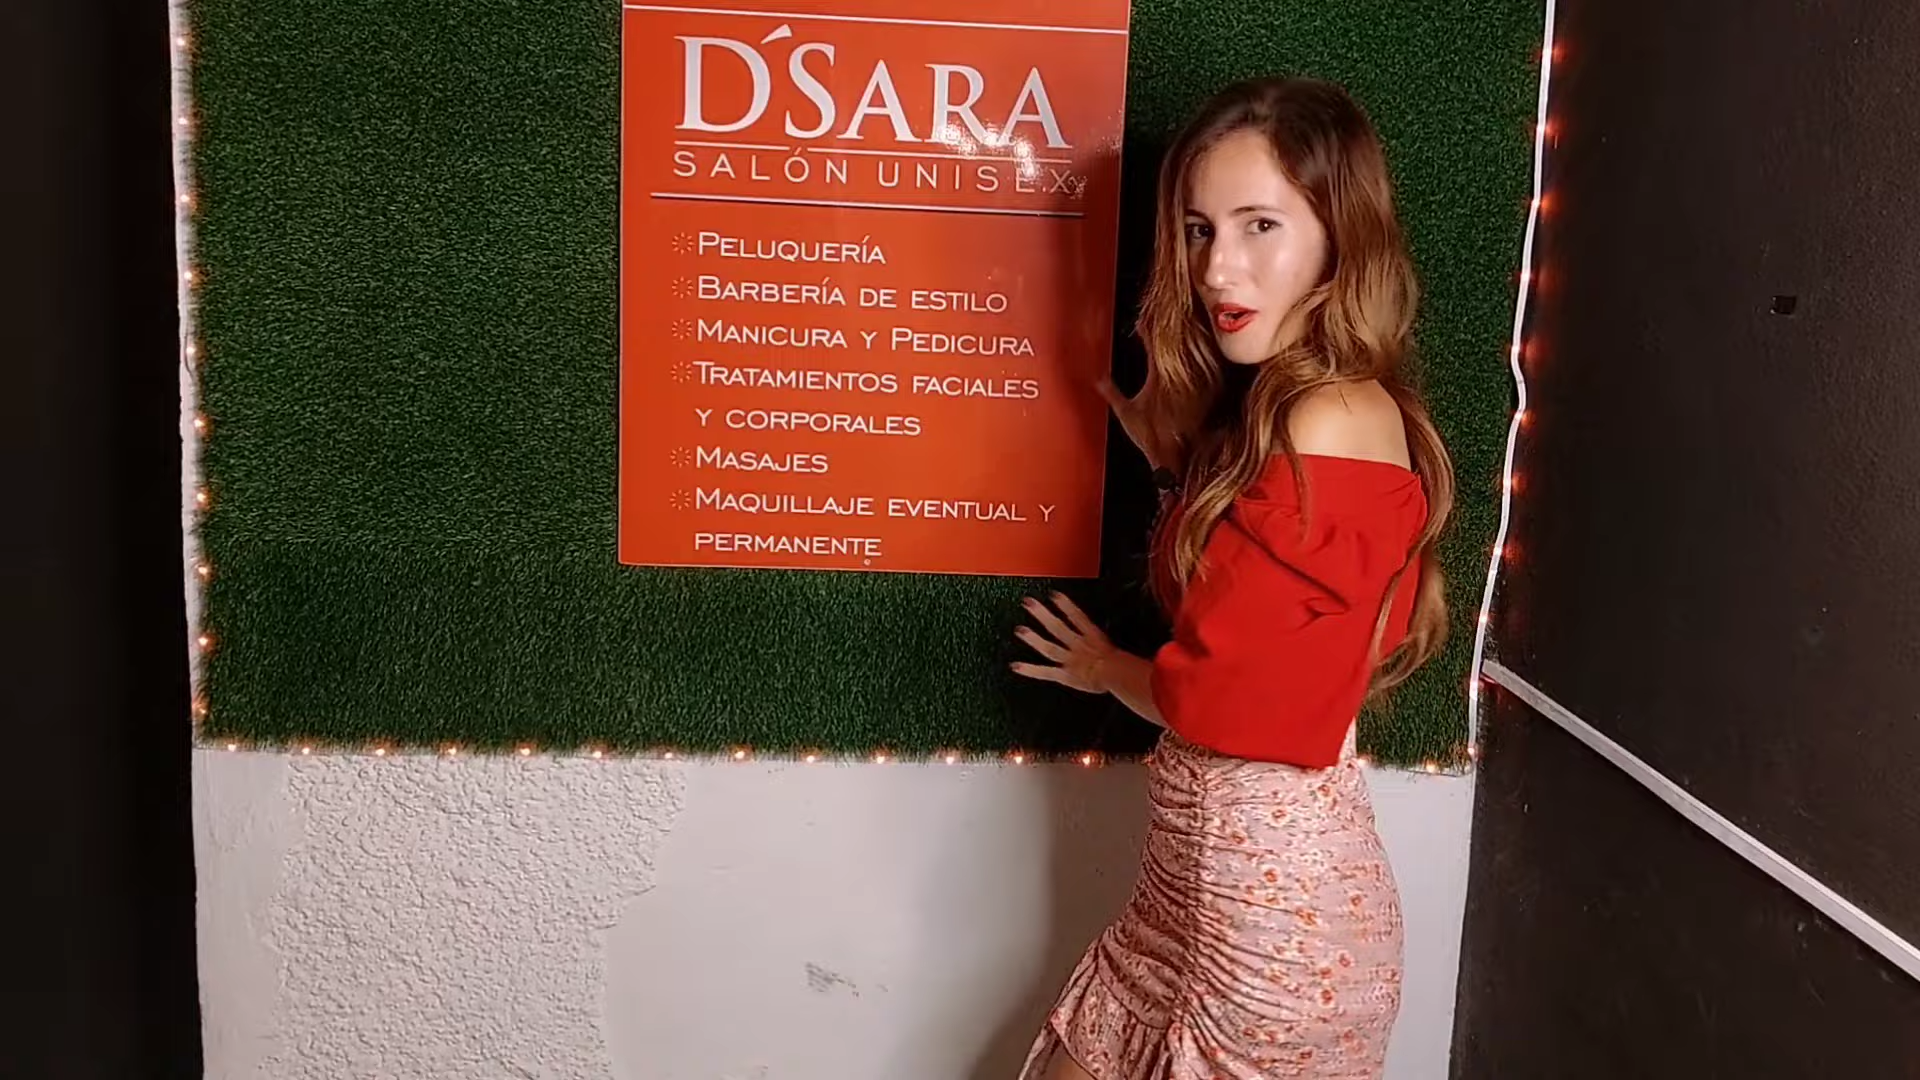 D´SARA
SALÓN UNISEX
PELUQUERÍA
BARBERÍA DE ESTILO
MANICURA Y PEDICURA
TRATAMIENTOS FACIALES
Y CORPORALES
MASAJES
MAQUILLAJE EVENTUAL Y
PERMANENTE